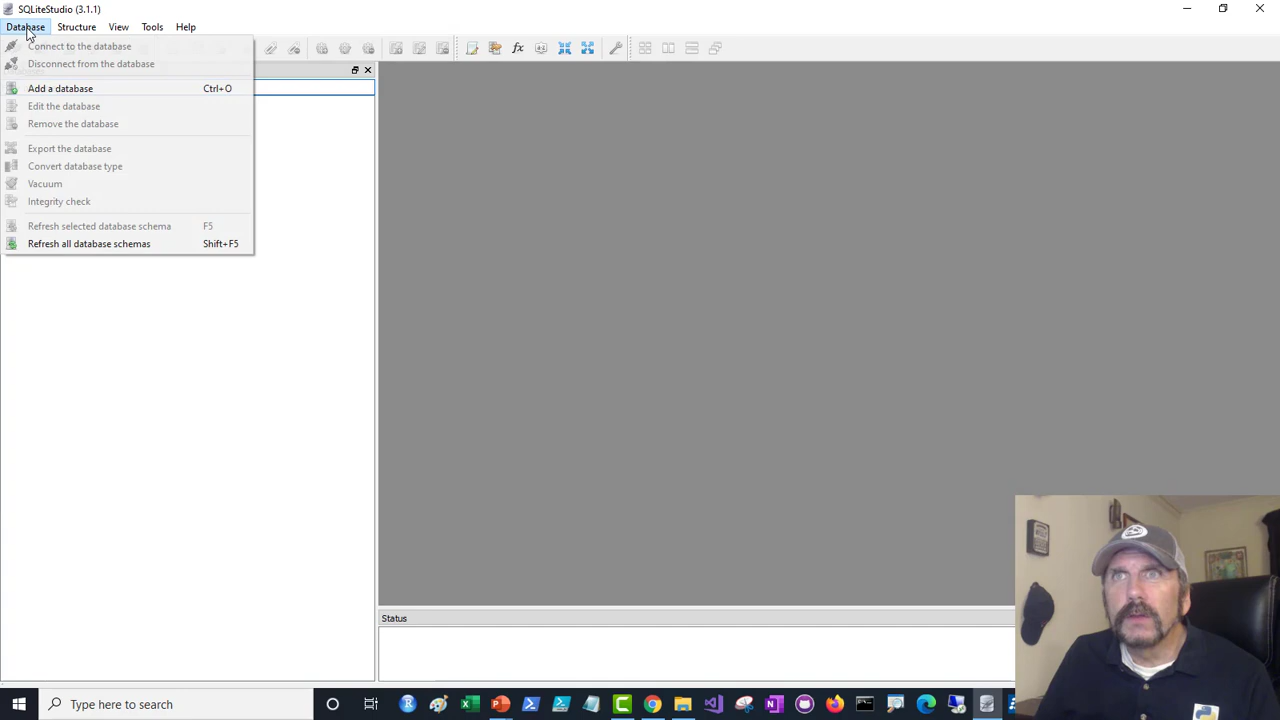 SQLiteStudio (3.1.1)
Database Structure View Tools Help
Connect to the database
Disconnect from the database
Add a database Ctrl+O
Edit the database
Remove the database
Export the database
Convert database type
Vacuum
Integrity check
Refresh selected database schema F5
Refresh all database schemas Shift+F5
Status
Type here to search